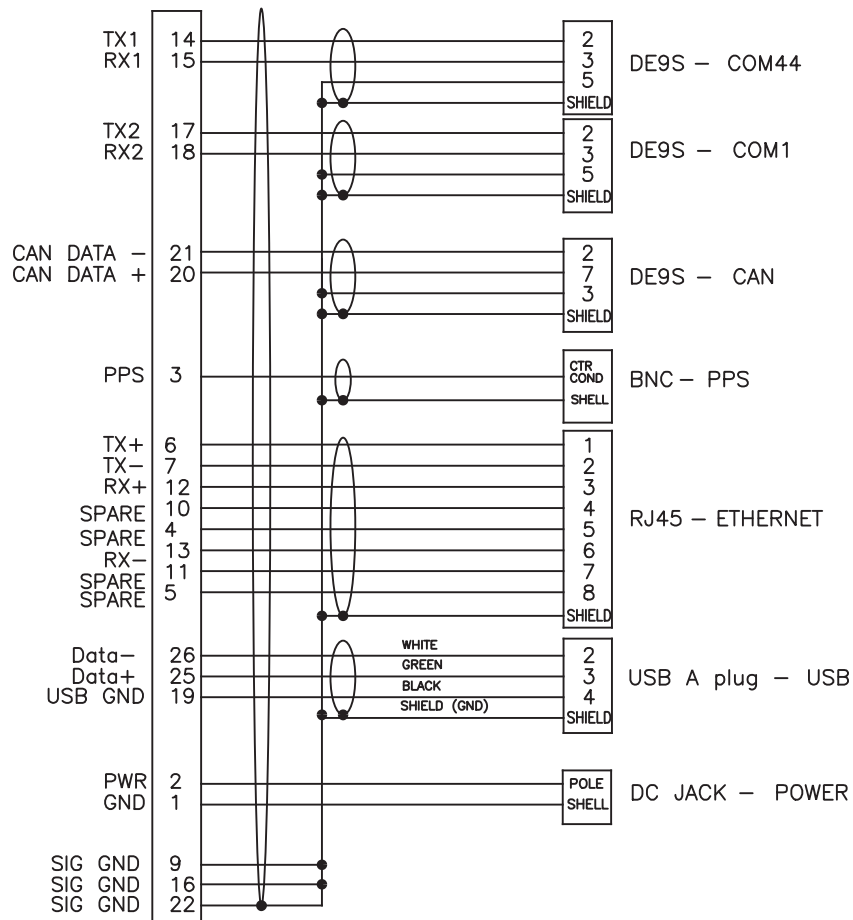 TX1 14 2
RX1 15 3 DE9S – COM44
5
SHIELD
TX2 17 2
RX2 18 3 DE9S – COM1
5
SHIELD
CAN DATA – 21 2
CAN DATA + 20 7 DE9S – CAN
3
SHIELD
PPS 3 CTR COND BNC – PPS
SHELL
TX+ 6 1
TX– 7 2
RX+ 12 3
SPARE 10 4 RJ45 – ETHERNET
SPARE 4 5
RX– 13 6
SPARE 11 7
SPARE 5 8
SHIELD
Data– 26 WHITE 2
Data+ 25 GREEN 3 USB A plug – USB
USB GND 19 BLACK 4
SHIELD (GND) SHIELD
PWR 2 POLE DC JACK – POWER
GND 1 SHELL
SIG GND 9
SIG GND 16
SIG GND 22